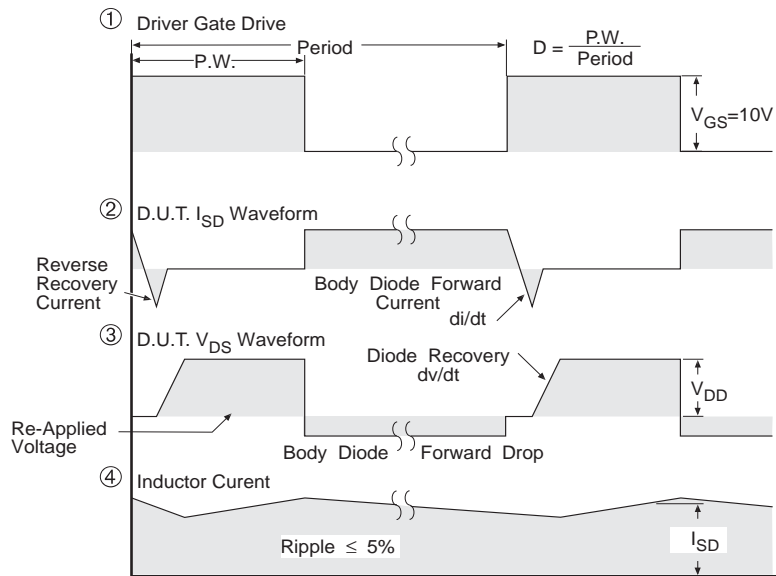 ① Driver Gate Drive
P.W.
Period
D = P.W.
Period
V_GS=10V
② D.U.T. I_SD Waveform
Reverse
Recovery
Current
Body Diode Forward
Current
di/dt
③ D.U.T. V_DS Waveform
Diode Recovery
dv/dt
V_DD
Re-Applied
Voltage
Body Diode Forward Drop
④ Inductor Curent
Ripple ≤ 5%
I_SD